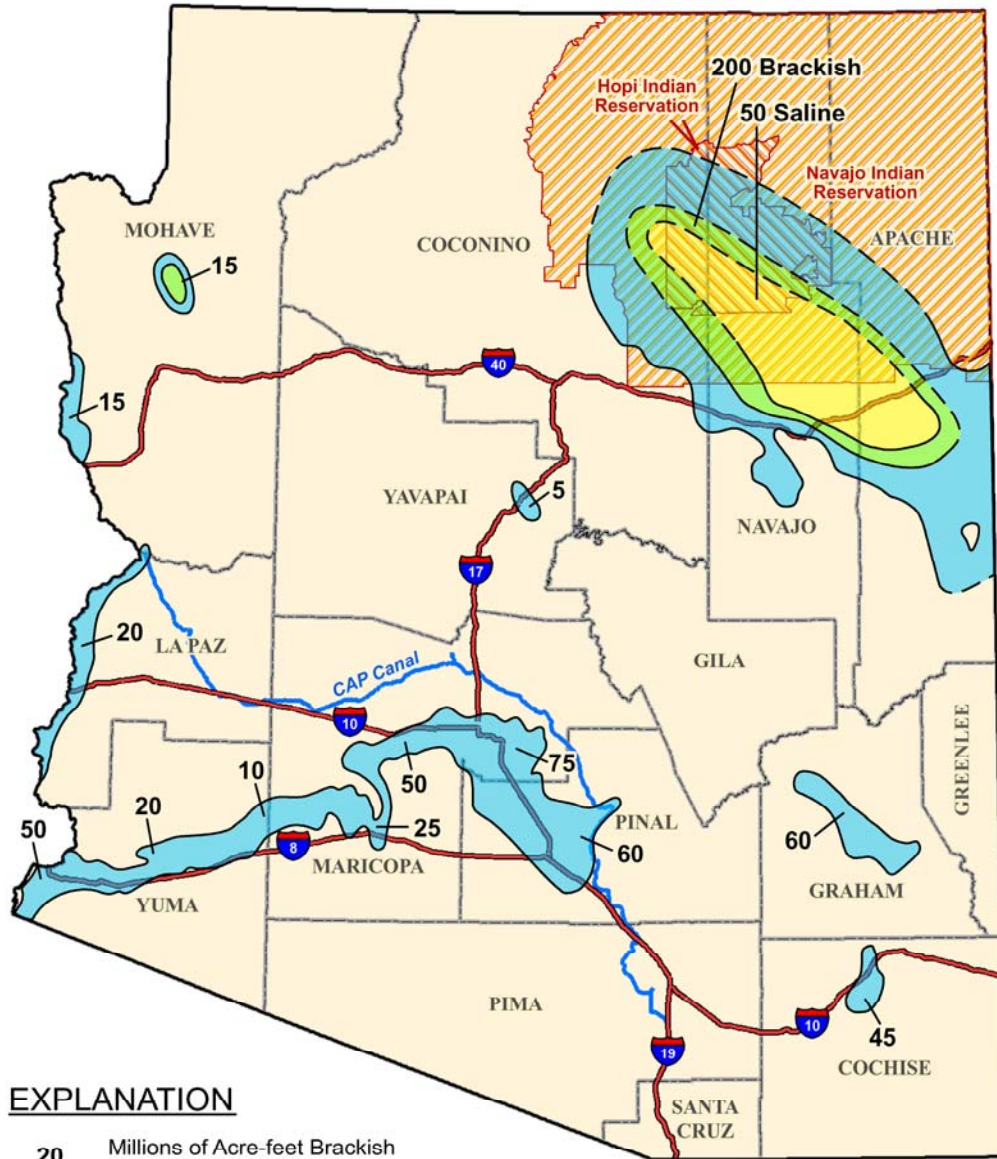 200 Brackish
Hopi Indian
Reservation
50 Saline
Navajo Indian
Reservation
MOHAVE
COCONINO
APACHE
15
40
15
YAVAPAI
5
NAVAJO
17
20
LA PAZ
GILA
CAP Canal
GREENLEE
10
50
75
10
20
25
PINAL
60
60
50
8
MARICOPA
GRAHAM
YUMA
PIMA
10
45
19
COCHISE
SANTA
CRUZ
EXPLANATION
20 Millions of Acre-feet Brackish